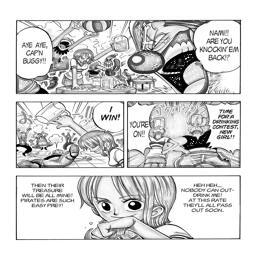 NAMI!!
ARE YOU
KNOCKIN' EM
BACK!?
AYE AYE,
CAP'N
BUGGY!!
TIME
FOR A
DRINKING
CONTEST,
NEW
GIRL!!
YOU'RE
ON!!
I
WIN!
HEH HEH...
NOBODY CAN OUT-
DRINK ME!
AT THIS RATE
THEY'LL ALL PASS
OUT SOON.
THEN THEIR
TREASURE
WILL BE ALL MINE!
PIRATES ARE SUCH
EASY PREY!